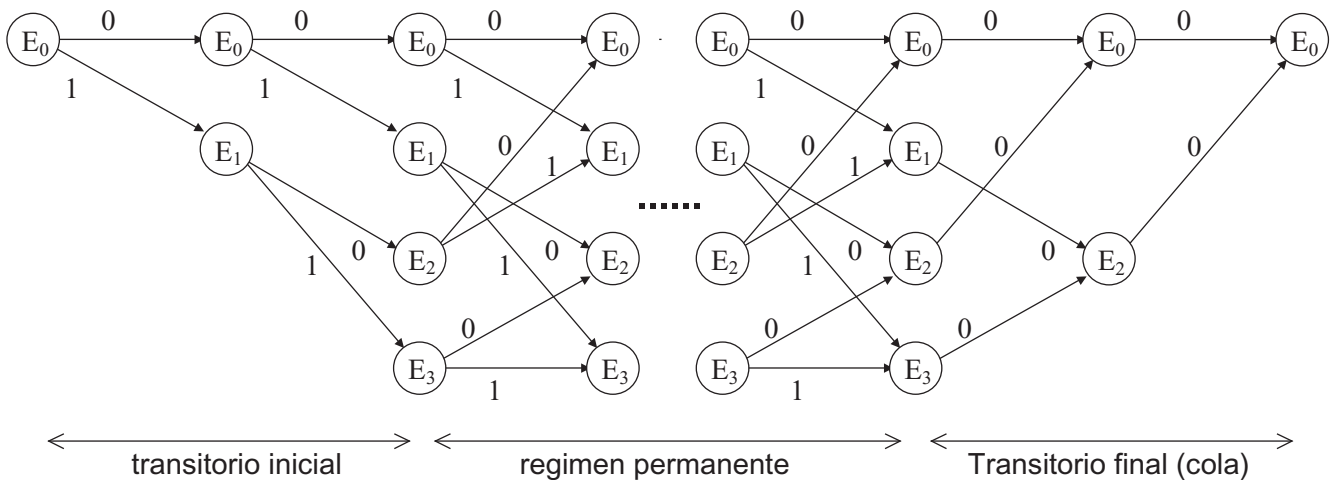 0 0 0 0 0 0
E0 E0 E0 E0 E0 E0 E0 E0
1 1 1 1
E1 E1 E1 E1 E1
0 1 0 1 0 0
0 0 0 0
E2 E2 E2 E2 E2 E2
1 1 1
0 0 0
E3 E3 E3 E3
1 1
transitorio inicial
regimen permanente
Transitorio final (cola)